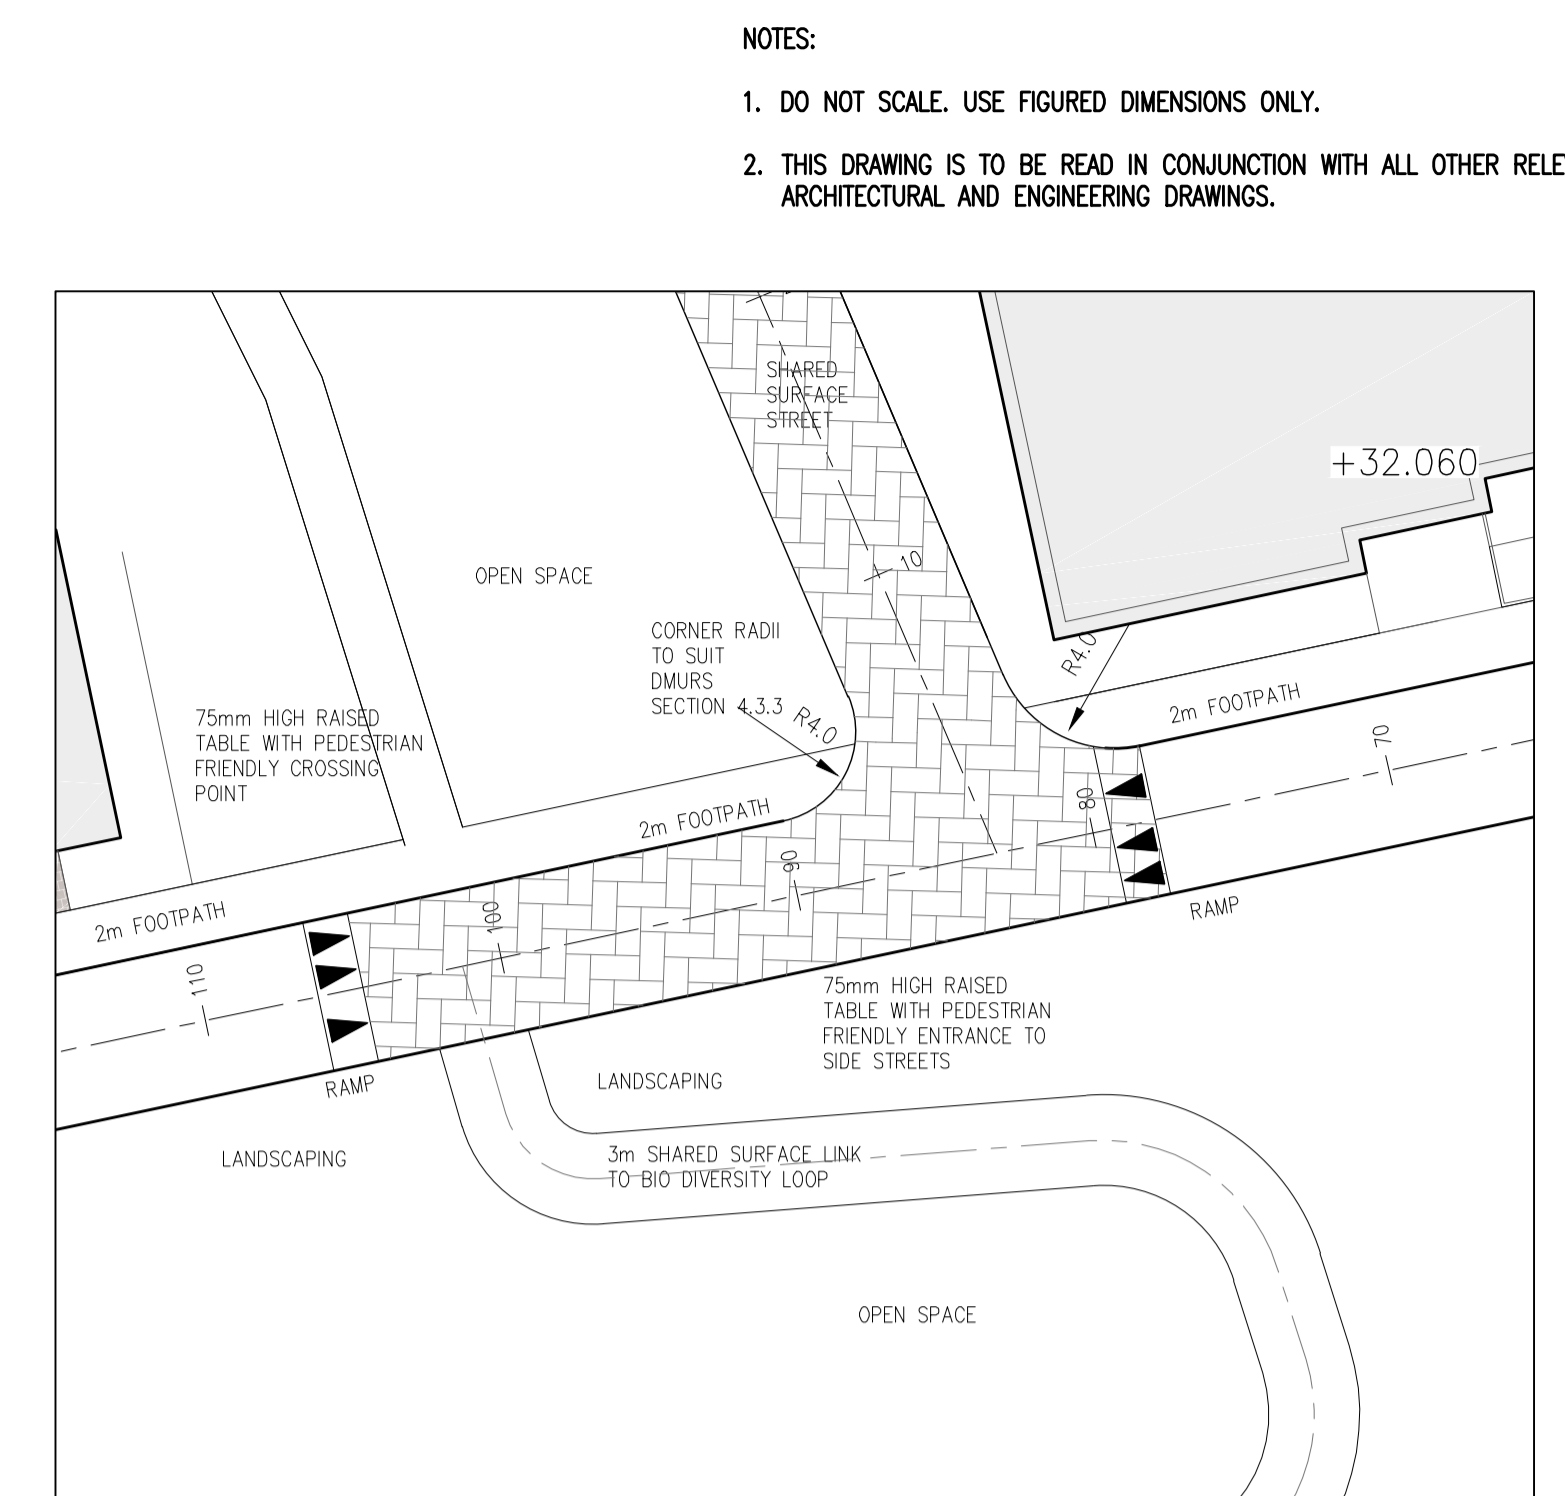 NOTES:
1. DO NOT SCALE. USE FIGURED DIMENSIONS ONLY.
2. THIS DRAWING IS TO BE READ IN CONJUNCTION WITH ALL OTHER
ARCHITECTURAL AND ENGINEERING DRAWINGS.
SHARED
SURFACE
STREET
+32.060
10
OPEN SPACE
CORNER RADII
TO SUIT
DMURS
SECTION 4.3.3
R4.0
R4.0
75mm HIGH RAISED
TABLE WITH PEDESTRIAN
FRIENDLY CROSSING
POINT
2m FOOTPATH
70
80
2m FOOTPATH
90
100
2m FOOTPATH
110
RAMP
75mm HIGH RAISED
TABLE WITH PEDESTRIAN
FRIENDLY ENTRANCE TO
SIDE STREETS
RAMP
LANDSCAPING
LANDSCAPING
3m SHARED SURFACE LINK
TO BIO DIVERSITY LOOP
OPEN SPACE